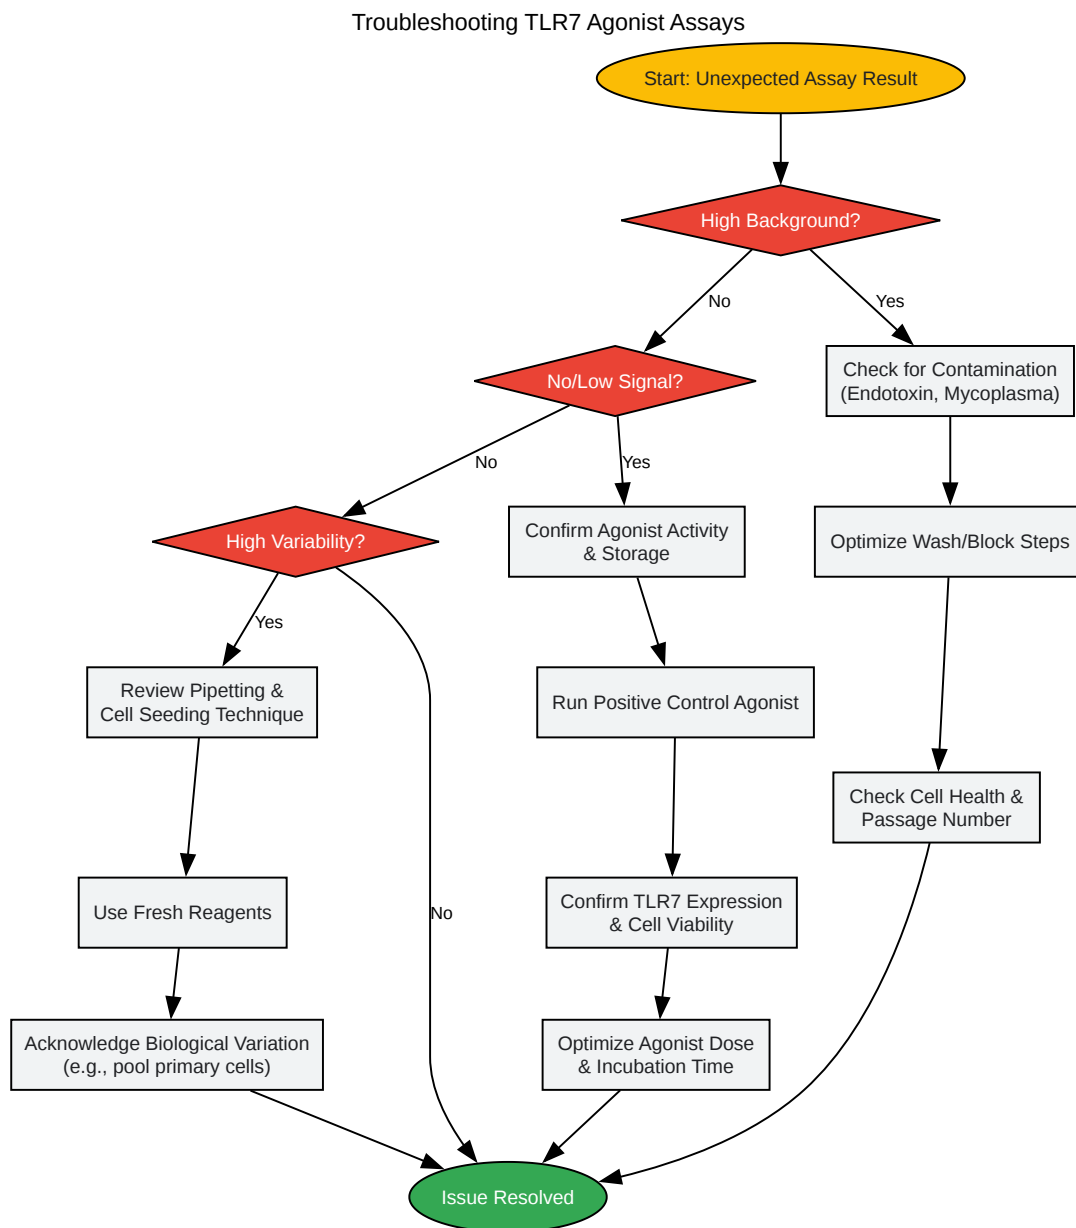 Troubleshooting TLR7 Agonist Assays
Start: Unexpected Assay Result
High Background?
No
Yes
No/Low Signal?
Check for Contamination
(Endotoxin, Mycoplasma)
No
Yes
High Variability?
Confirm Agonist Activity
& Storage
Optimize Wash/Block Steps
Yes
Review Pipetting &
Cell Seeding Technique
Run Positive Control Agonist
Check Cell Health &
Passage Number
Use Fresh Reagents
No
Confirm TLR7 Expression
& Cell Viability
Acknowledge Biological Variation
(e.g., pool primary cells)
Optimize Agonist Dose
& Incubation Time
Issue Resolved